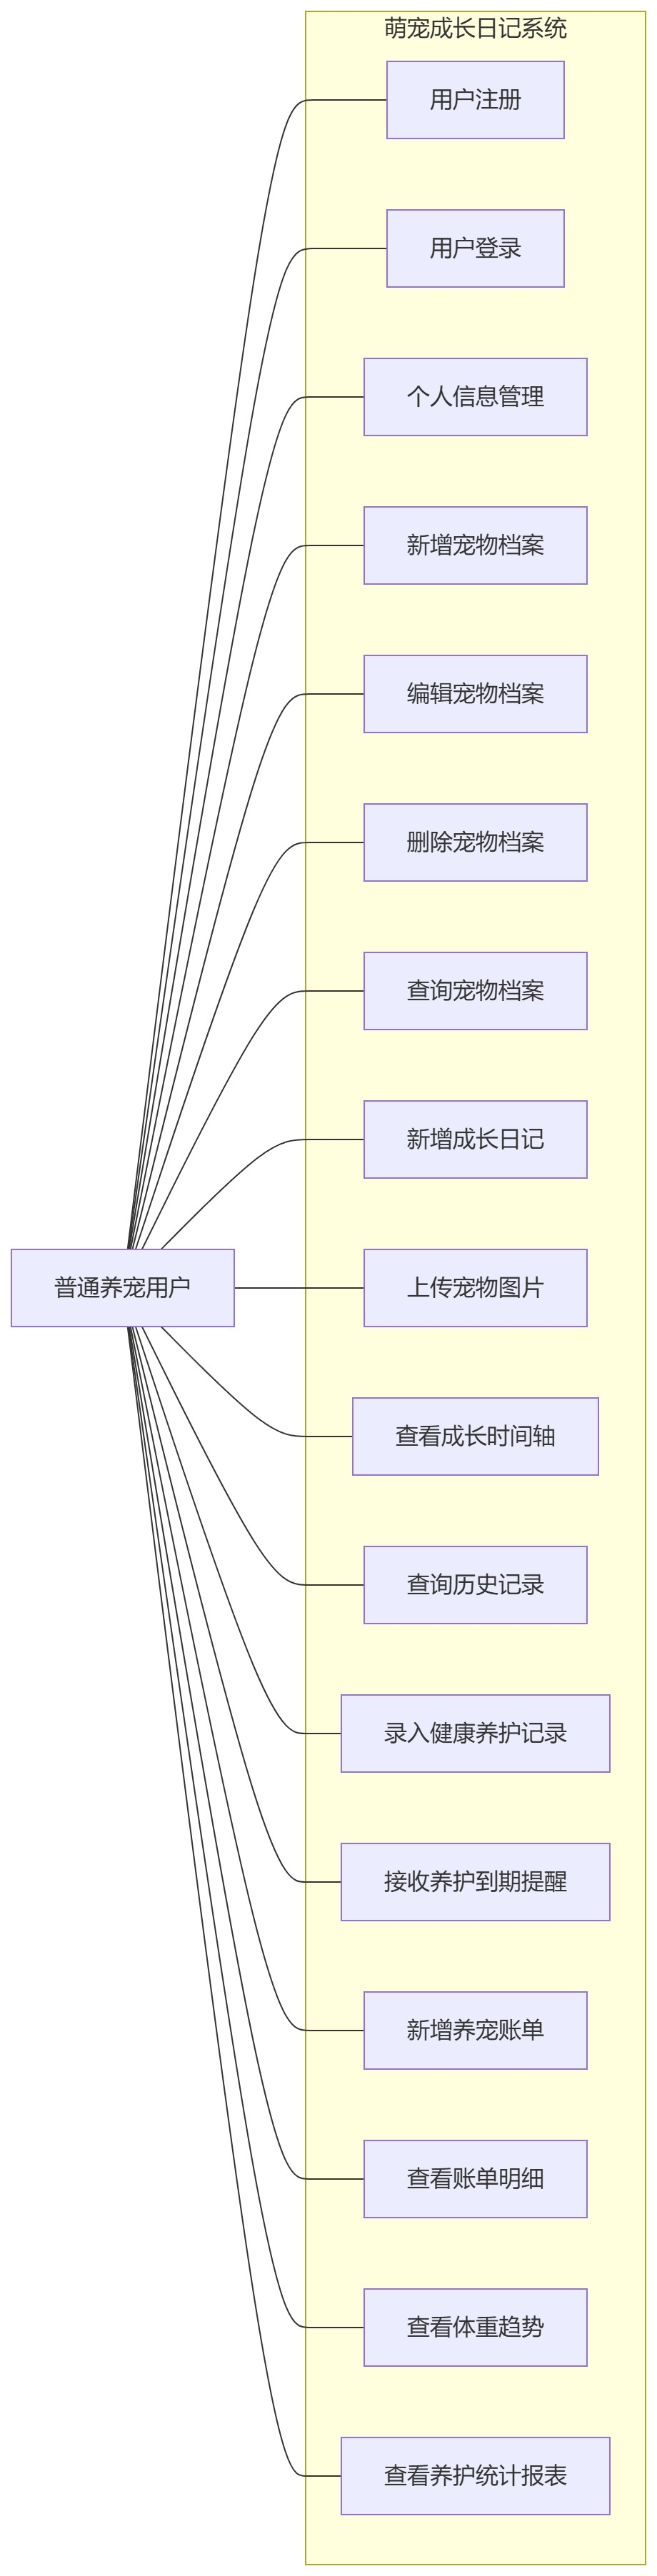 萌宠成长日记系统
用户注册
用户登录
个人信息管理
新增宠物档案
编辑宠物档案
删除宠物档案
查询宠物档案
新增成长日记
普通养宠用户
上传宠物图片
查看成长时间轴
查询历史记录
录入健康养护记录
接收养护到期提醒
新增养宠账单
查看账单明细
查看体重趋势
查看养护统计报表